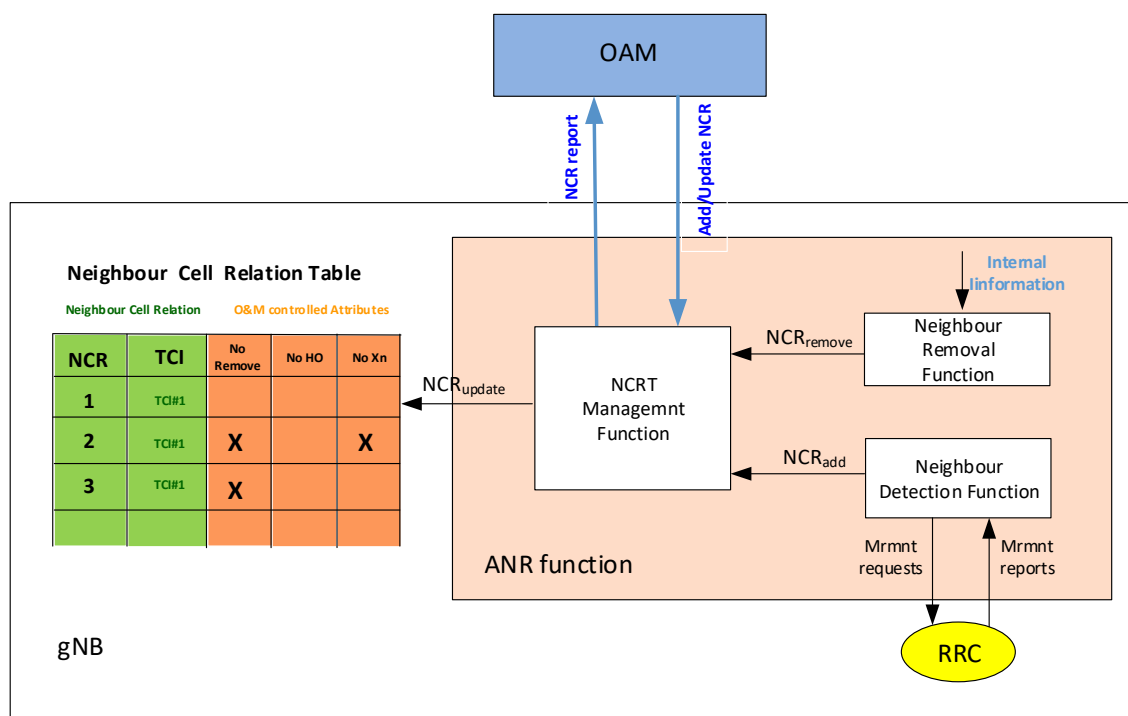 OAM
NCR report
Add/Update NCR
Neighbour Cell Relation Table
Neighbour Cell Relation
O&M controlled Attributes
NCR TCI No Remove No HO No Xn
1 TCI#1
2 TCI#1 X X
3 TCI#1 X
NCRupdate
NCRT
Managemnt
Function
Internal
Iinformation
NCRremove
Neighbour
Removal
Function
NCRadd
Neighbour
Detection Function
Mrmnt
requests
Mrmnt
reports
ANR function
RRC
gNB